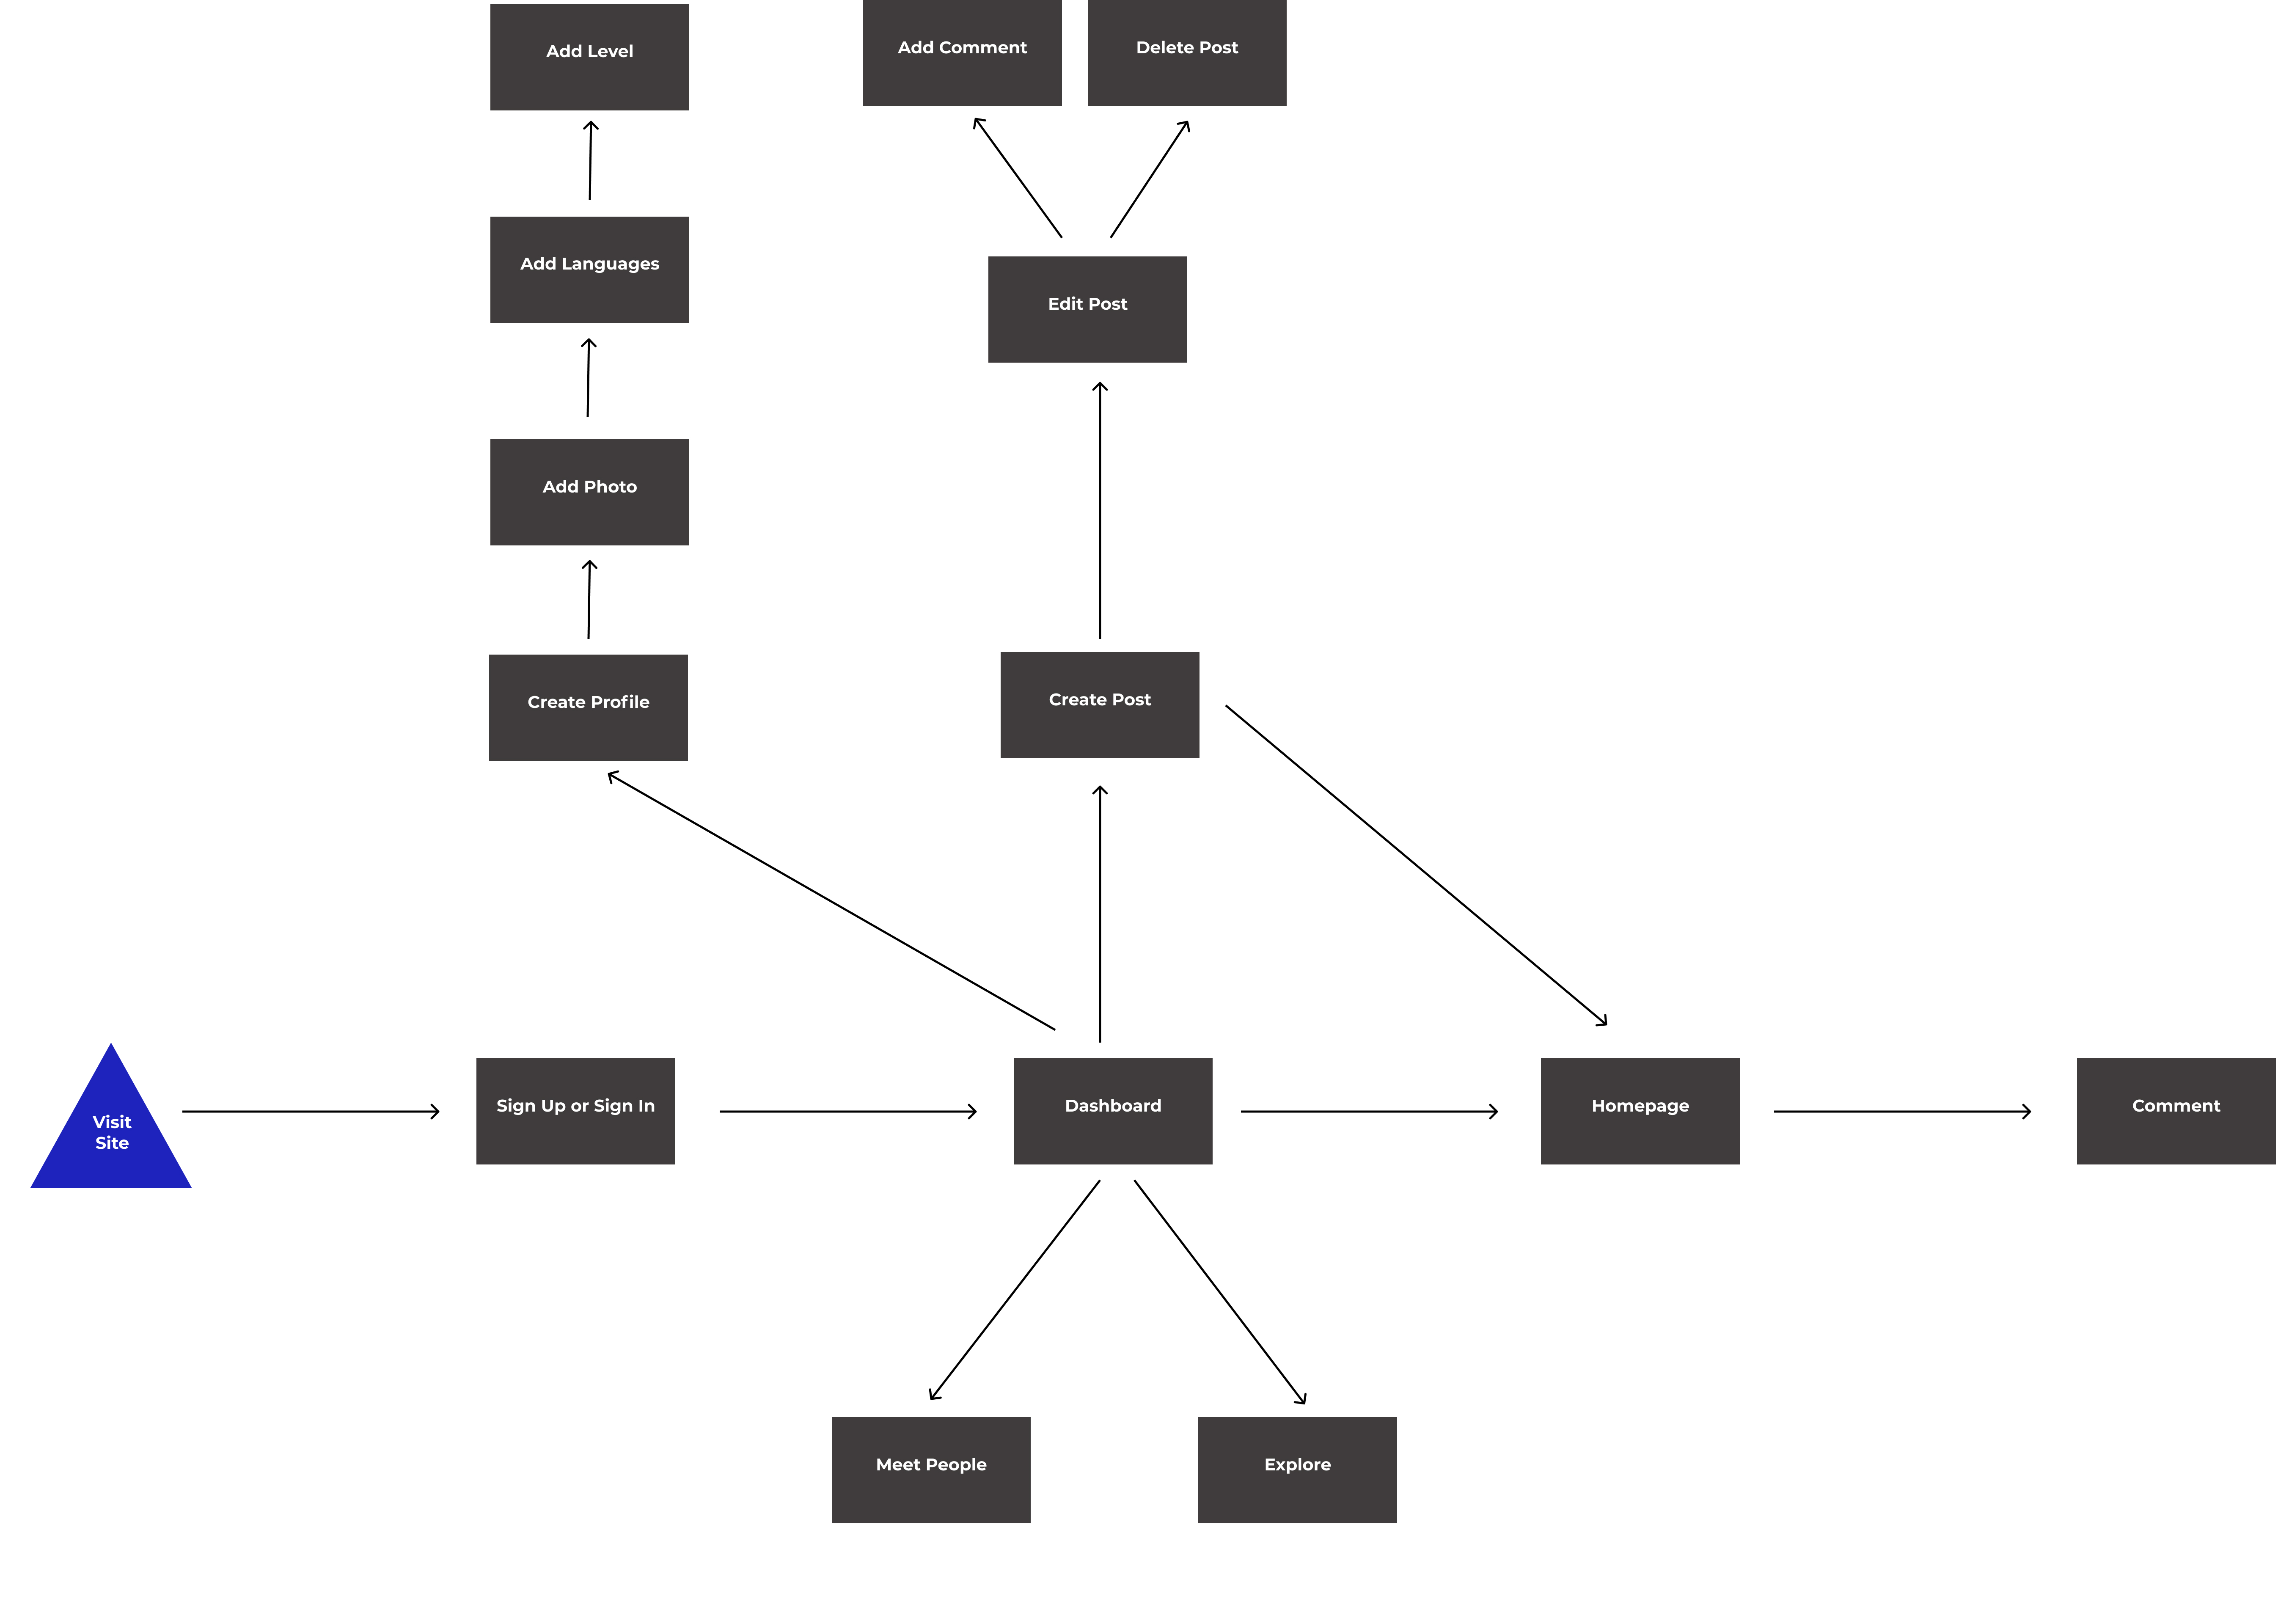 Add Level
Add Comment
Delete Post
Add Languages
Edit Post
Add Photo
Create Profile
Create Post
Visit
Site
Sign Up or Sign In
Dashboard
Homepage
Comment
Meet People
Explore